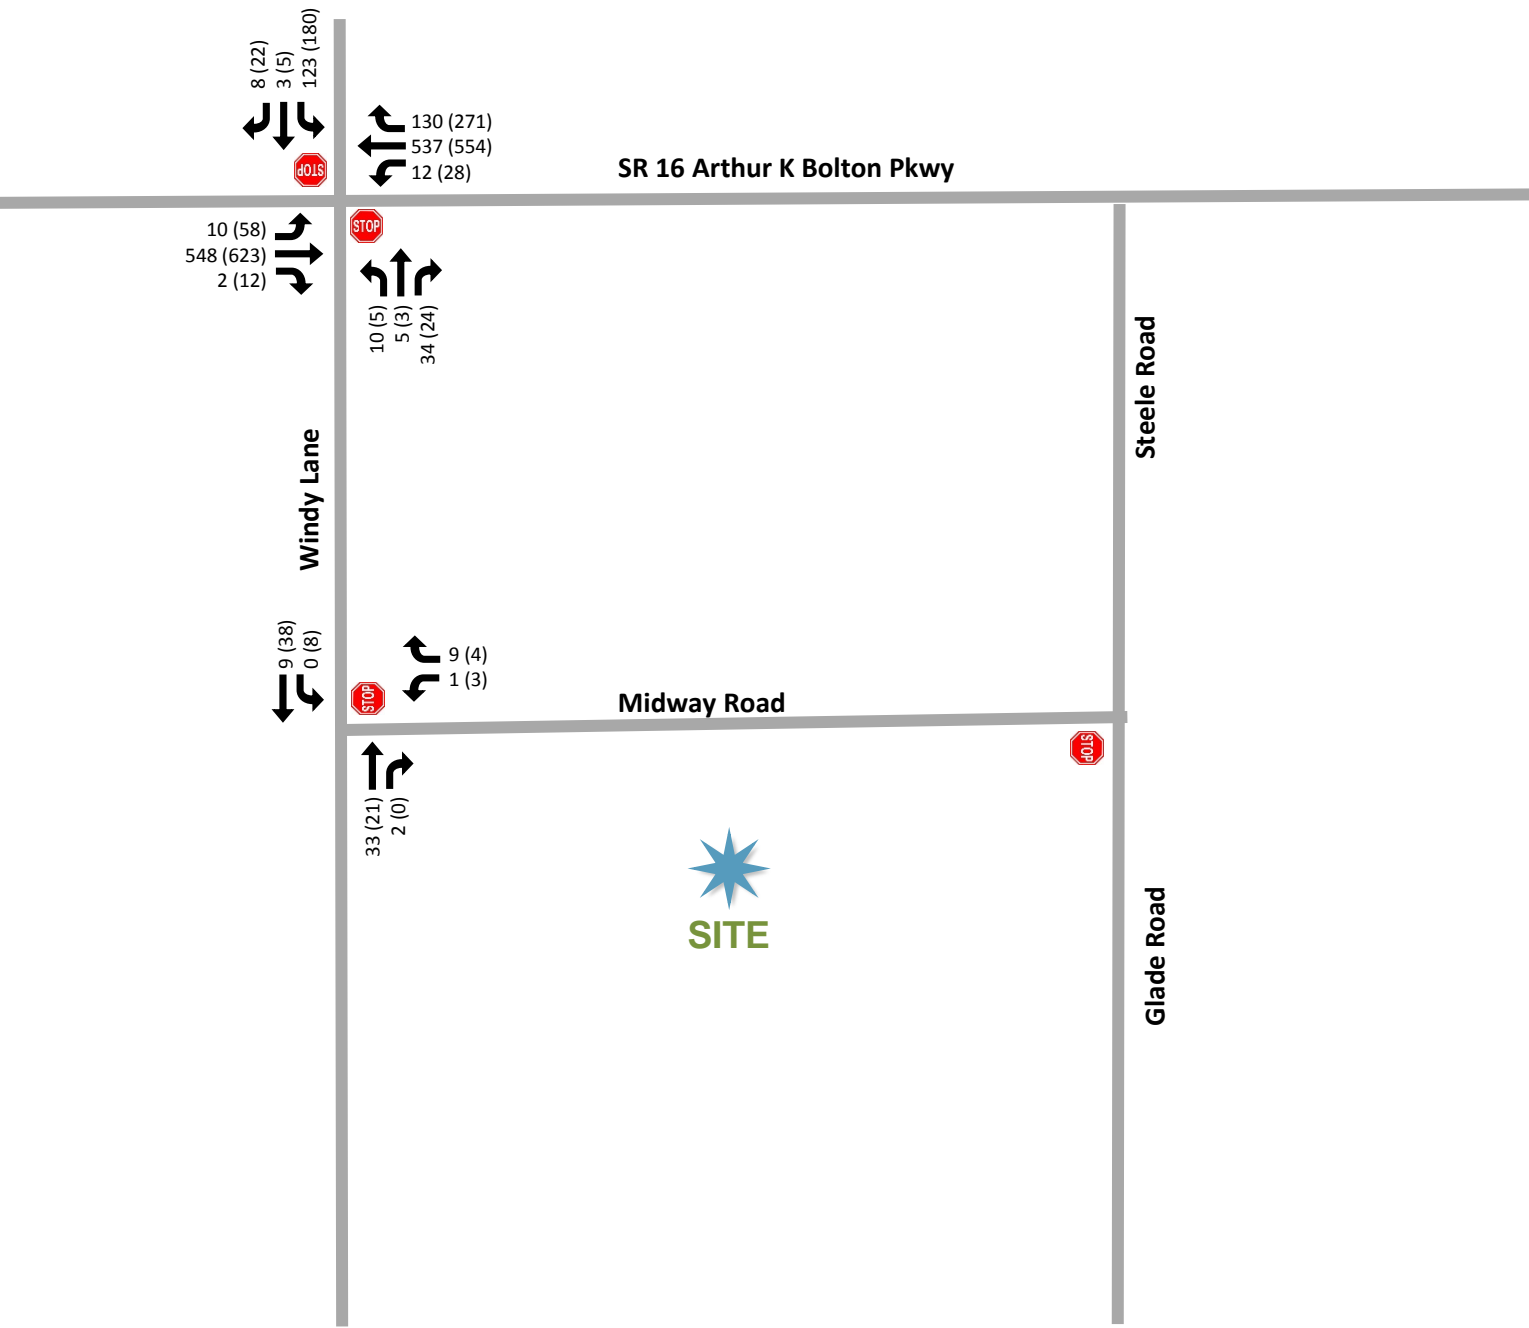 8 (22)
3 (5)
123 (180)
130 (271)
537 (554)
12 (28)
SR 16 Arthur K Bolton Pkwy
STOP
10 (58)
548 (623)
2 (12)
STOP
10 (5)
5 (3)
34 (24)
Steele Road
Windy Lane
9 (38)
0 (8)
9 (4)
1 (3)
STOP
Midway Road
STOP
33 (21)
2 (0)
SITE
Glade Road